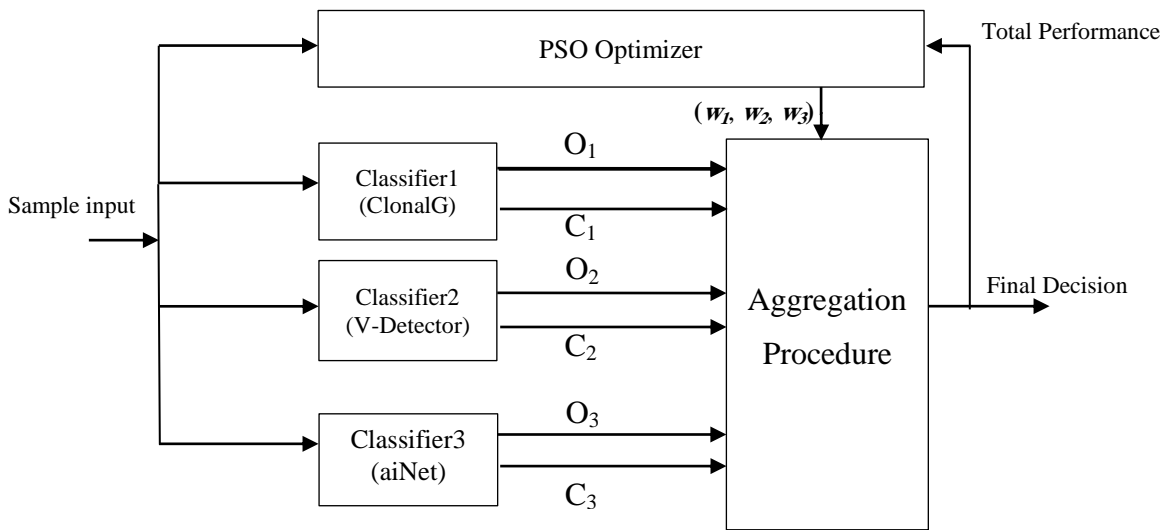 Total Performance
PSO Optimizer
(w₁, w₂, w₃)
O₁
Classifier1
(ClonalG)
C₁
Sample input
O₂
Classifier2
(V-Detector)
C₂
Aggregation
Procedure
Final Decision
O₃
Classifier3
(aiNet)
C₃